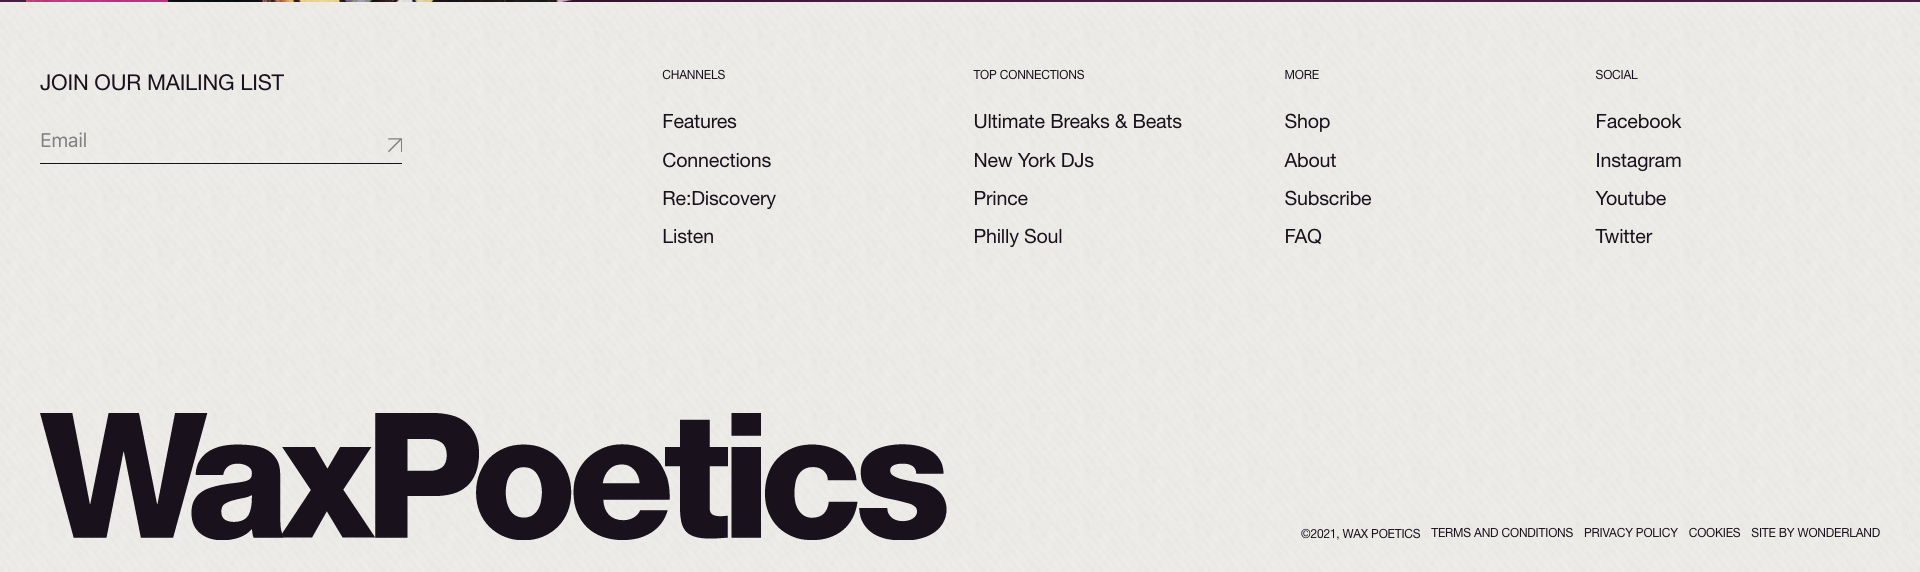 JOIN OUR MAILING LIST
Email
CHANNELS
Features
Connections
Re:Discovery
Listen
TOP CONNECTIONS
Ultimate Breaks & Beats
New York DJs
Prince
Philly Soul
MORE
Shop
About
Subscribe
FAQ
SOCIAL
Facebook
Instagram
Youtube
Twitter
WaxPoetics
©2021, WAX POETICS TERMS AND CONDITIONS PRIVACY POLICY COOKIES SITE BY WONDERLAND